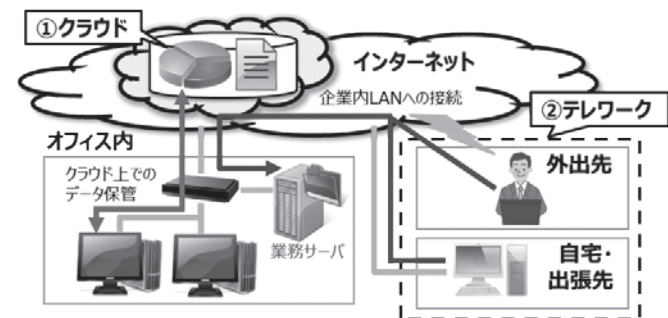 ①クラウド
インターネット
企業内LANへの接続
②テレワーク
オフィス内
クラウド上での
データ保管
業務サーバ
外出先
自宅・
出張先